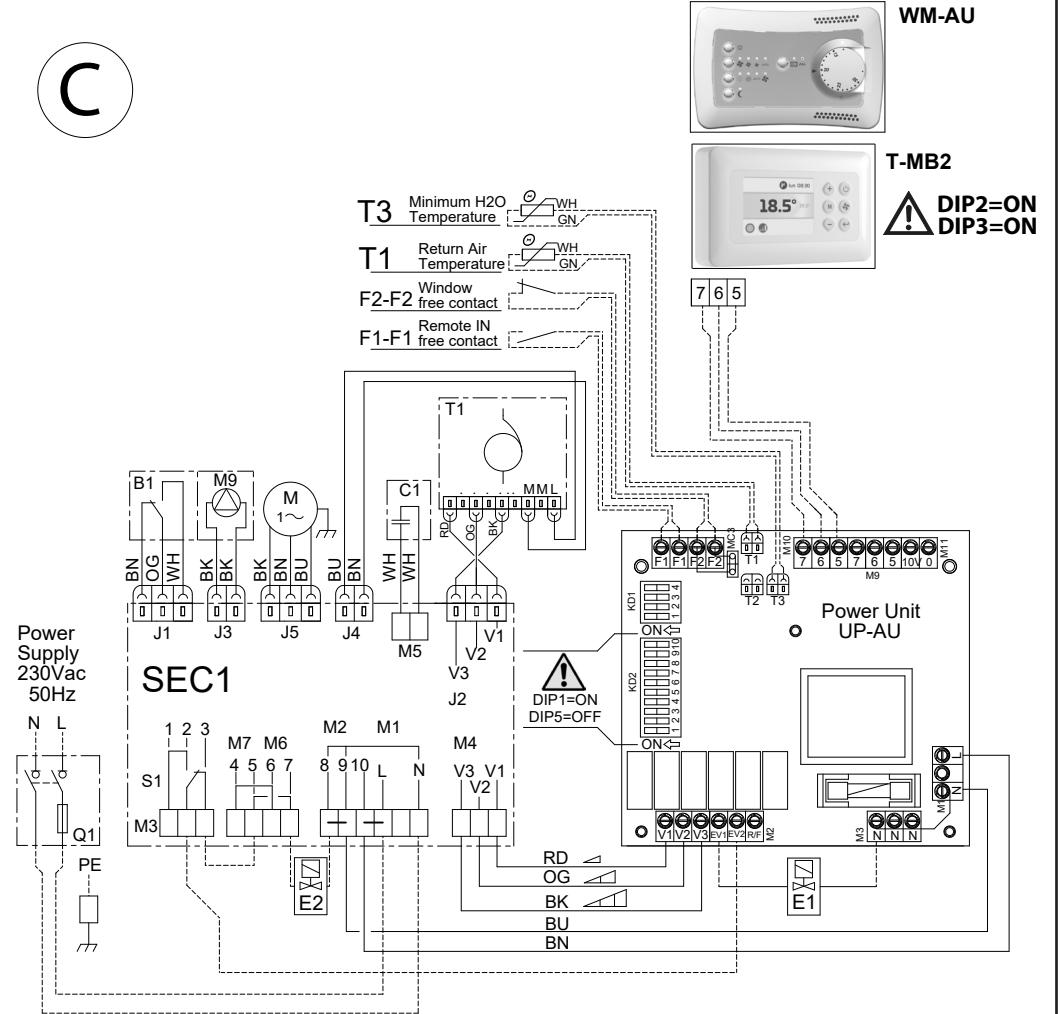 C
WM-AU
T-MB2
18.5°
DIP2=ON
DIP3=ON
T3 Minimum H2O Temperature
WH
GN
T1 Return Air Temperature
WH
GN
F2-F2 Window free contact
F1-F1 Remote IN free contact
7 6 5
T1
M M L
RD OG BK
B1
M9
M
1~
C1
BN OG WH
BK BK
BK BN BU
BU BN
WH WH
J1 J3 J5 J4
M5
V3 V2 V1
J2
SEC1
Power
Supply
230Vac
50Hz
N L
Q1
PE
1 2 3
S1
M3
M7 M6
4 5 6 7
M2 M1
8 9 10 L N
M4
V3 V2 V1
E2
DIP1=ON
DIP5=OFF
F1 F1 F2 F2
MC3
T1
T2 T3
M10
7 6 5 7 6 5 10V 0
M11
M9
Power Unit
UP-AU
KD1
1 2 3 4
ON
KD2
1 2 3 4 5 6 7 8 9 10
ON
L
N
M1
V1 V2 V3 EV1 EV2 R/F
M2
M3
N N N
E1
RD
OG
BK
BU
BN